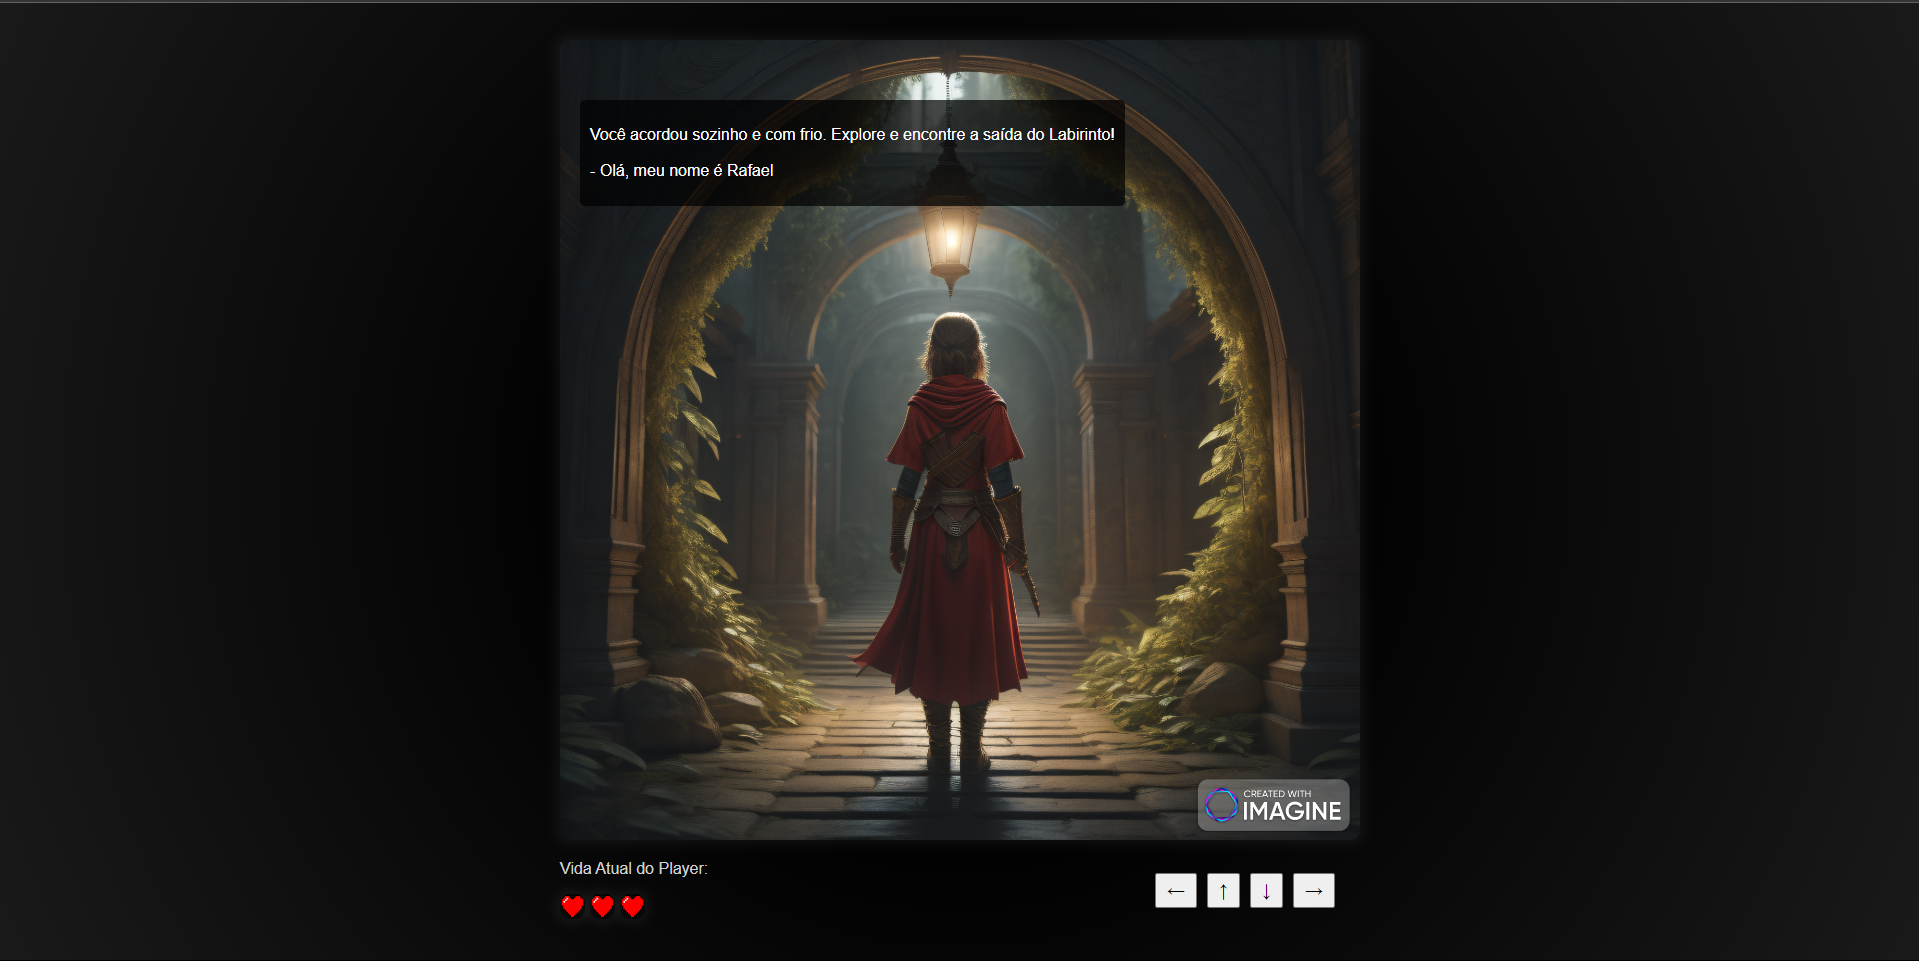 Você acordou sozinho e com frio. Explore e encontre a saída do Labirinto!
- Olá, meu nome é Rafael
CREATED WITH
IMAGINE
Vida Atual do Player:
← ↑ ↓ →